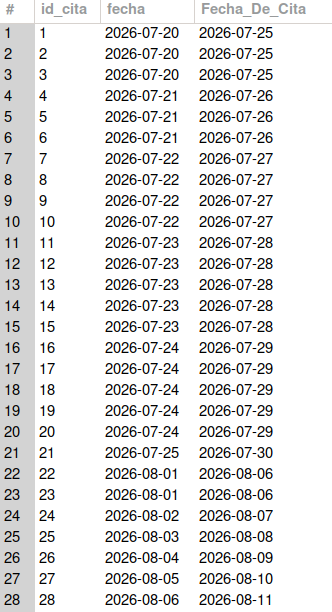 # id_cita fecha Fecha_De_Cita
1 1 2026-07-20 2026-07-25
2 2 2026-07-20 2026-07-25
3 3 2026-07-20 2026-07-25
4 4 2026-07-21 2026-07-26
5 5 2026-07-21 2026-07-26
6 6 2026-07-21 2026-07-26
7 7 2026-07-22 2026-07-27
8 8 2026-07-22 2026-07-27
9 9 2026-07-22 2026-07-27
10 10 2026-07-22 2026-07-27
11 11 2026-07-23 2026-07-28
12 12 2026-07-23 2026-07-28
13 13 2026-07-23 2026-07-28
14 14 2026-07-23 2026-07-28
15 15 2026-07-23 2026-07-28
16 16 2026-07-24 2026-07-29
17 17 2026-07-24 2026-07-29
18 18 2026-07-24 2026-07-29
19 19 2026-07-24 2026-07-29
20 20 2026-07-24 2026-07-29
21 21 2026-07-25 2026-07-30
22 22 2026-08-01 2026-08-06
23 23 2026-08-01 2026-08-06
24 24 2026-08-02 2026-08-07
25 25 2026-08-03 2026-08-08
26 26 2026-08-04 2026-08-09
27 27 2026-08-05 2026-08-10
28 28 2026-08-06 2026-08-11